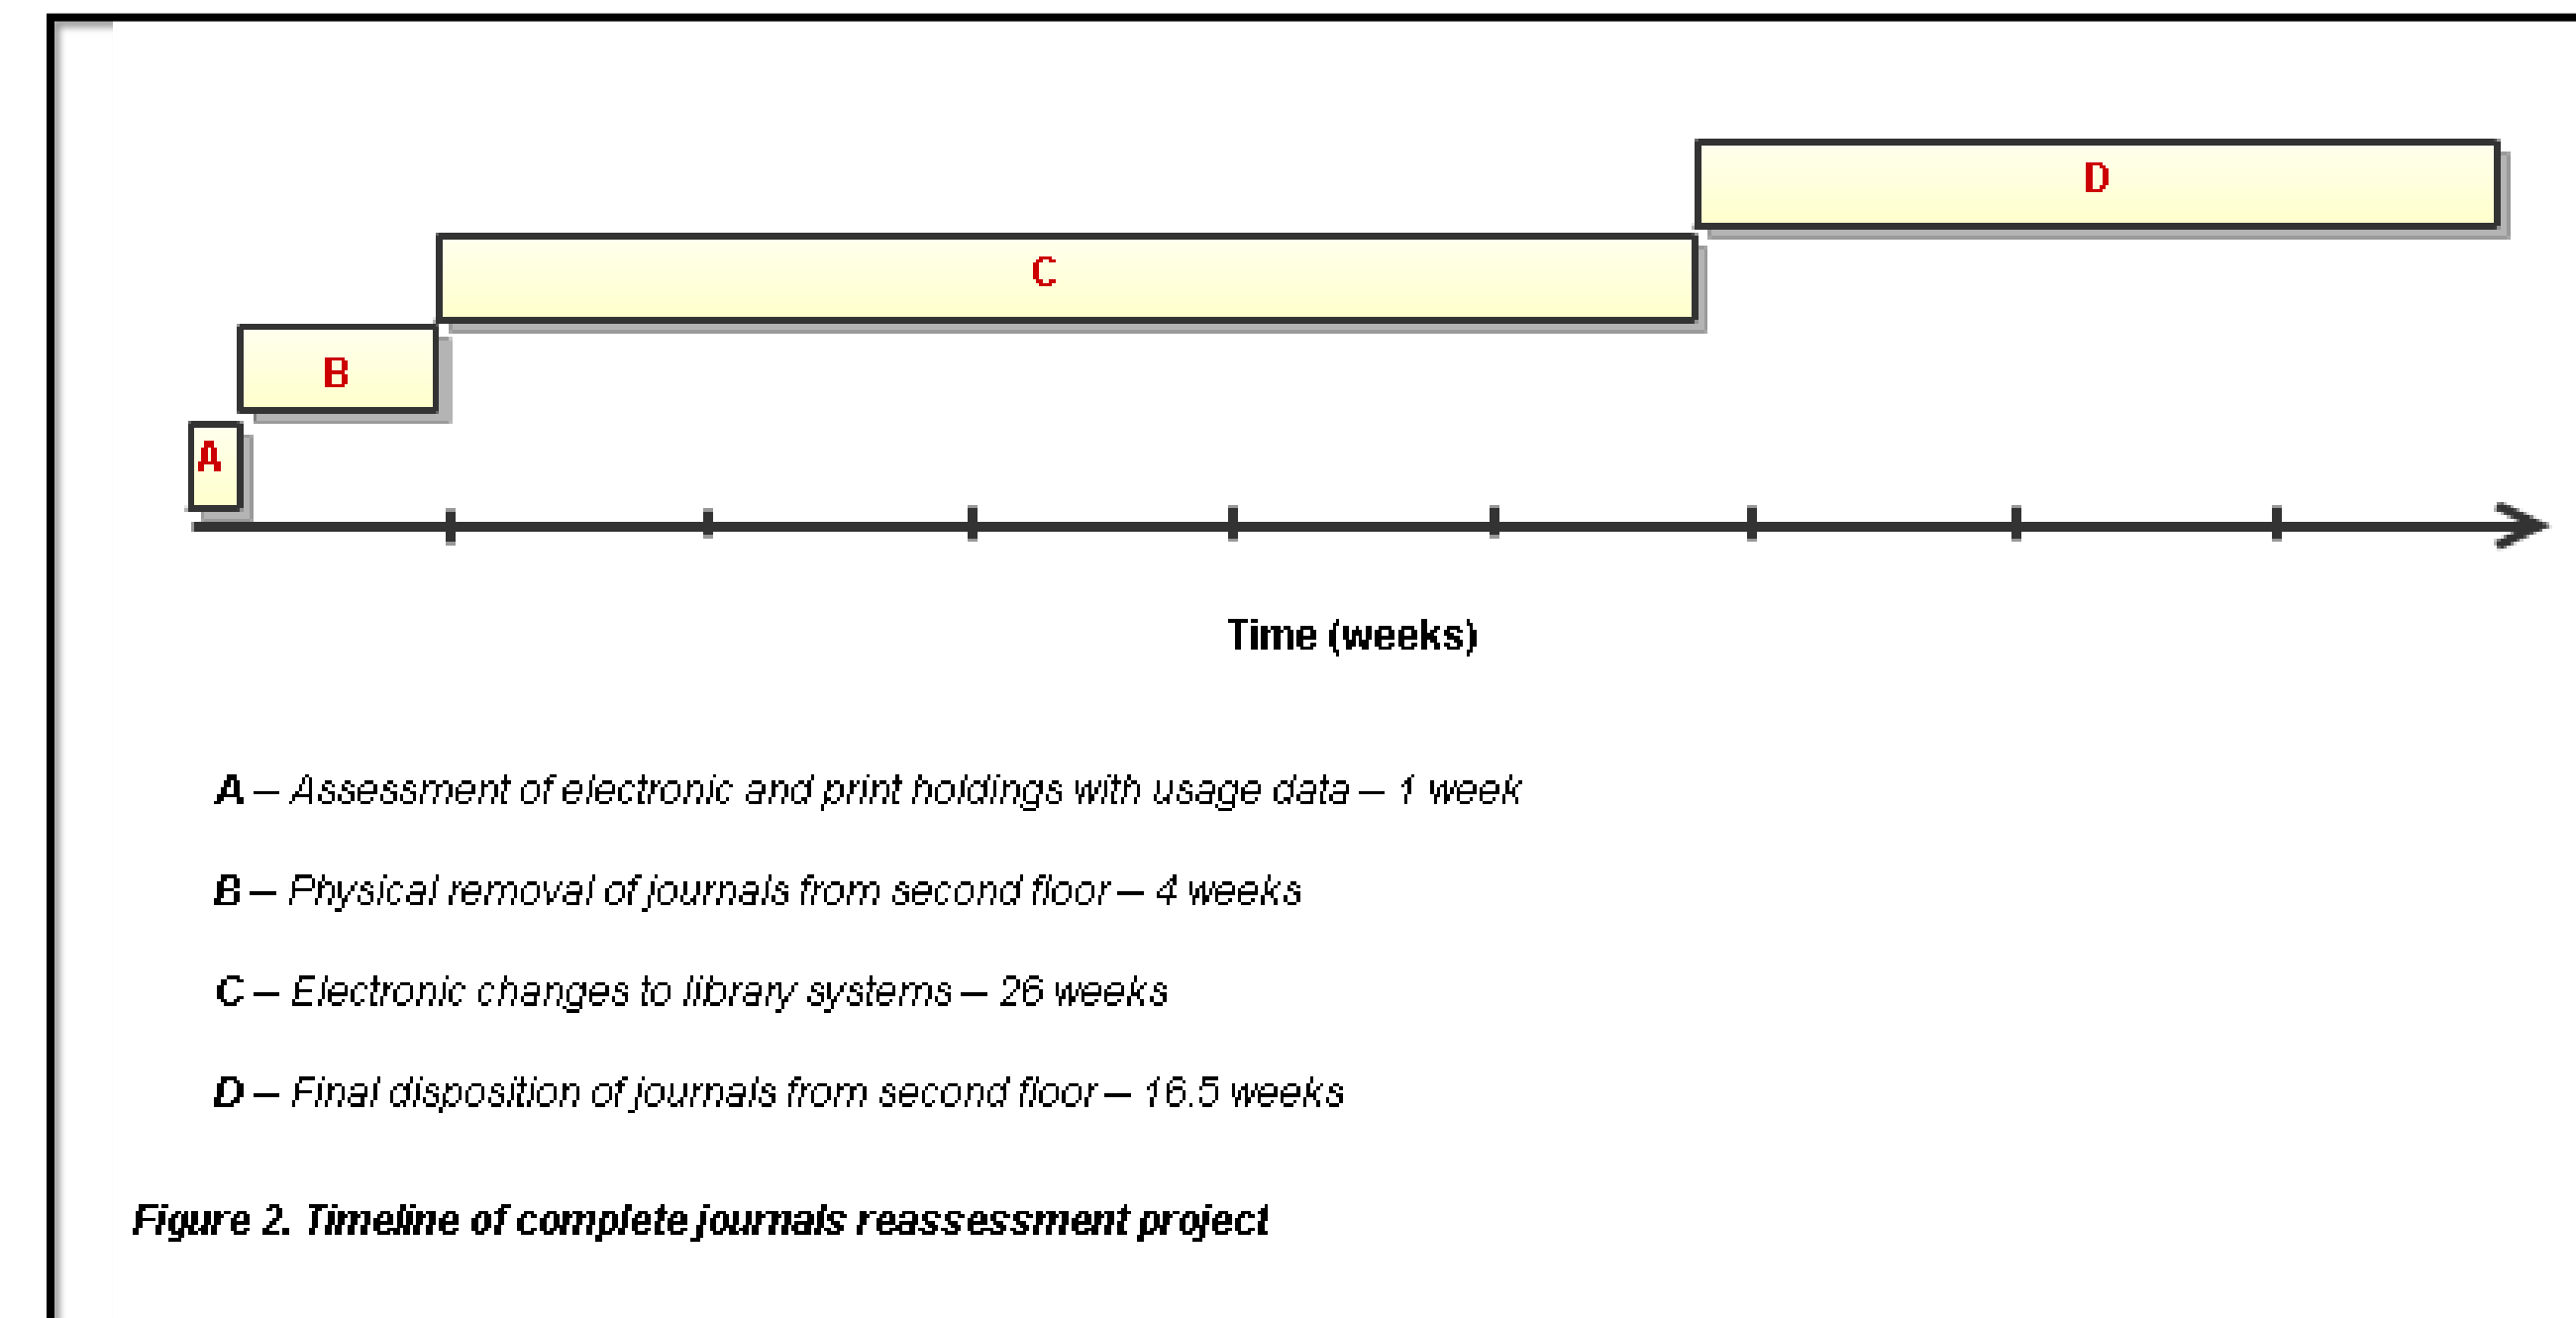 D
C
B
A
Time (weeks)
A – Assessment of electronic and print holdings with usage data – 1 week
B – Physical removal of journals from second floor – 4 weeks
C – Electronic changes to library systems – 26 weeks
D – Final disposition of journals from second floor – 16.5 weeks
Figure 2. Timeline of complete journals reassessment project